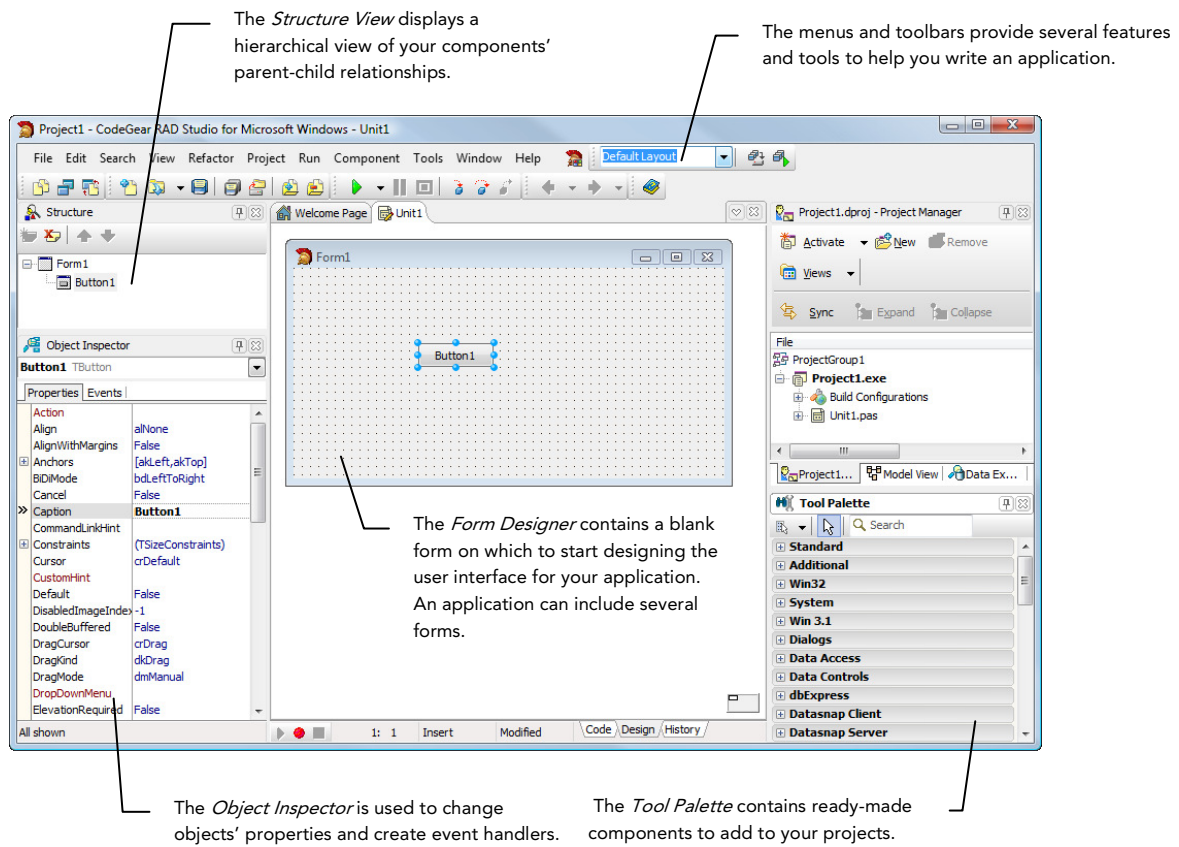 The Structure View displays a
hierarchical view of your components’
parent-child relationships.
The menus and toolbars provide several features
and tools to help you write an application.
Project1 - CodeGear RAD Studio for Microsoft Windows - Unit1
File Edit Search View Refactor Project Run Component Tools Window Help Default Layout
Structure
Form1
Button1
Object Inspector
Button1 TButton
Properties Events
Action
Align alNone
AlignWithMargins False
Anchors [akLeft,akTop]
BiDiMode bdLeftToRight
Cancel False
Caption Button1
CommandLinkHint
Constraints (TSizeConstraints)
Cursor crDefault
CustomHint
Default False
DisabledImageIndex -1
DoubleBuffered False
DragCursor crDrag
DragKind dkDrag
DragMode dmManual
DropDownMenu
ElevationRequired False
All shown
Welcome Page Unit1
Form1
Button1
The Form Designer contains a blank
form on which to start designing the
user interface for your application.
An application can include several
forms.
1: 1 Insert Modified Code Design History
Project1.dproj - Project Manager
Activate New Remove
Views
Sync Expand Collapse
File
ProjectGroup1
Project1.exe
Build Configurations
Unit1.pas
Project1... Model View Data Ex...
Tool Palette
Search
Standard
Additional
Win32
System
Win 3.1
Dialogs
Data Access
Data Controls
dbExpress
Datasnap Client
Datasnap Server
The Object Inspector is used to change
objects’ properties and create event handlers.
The Tool Palette contains ready-made
components to add to your projects.